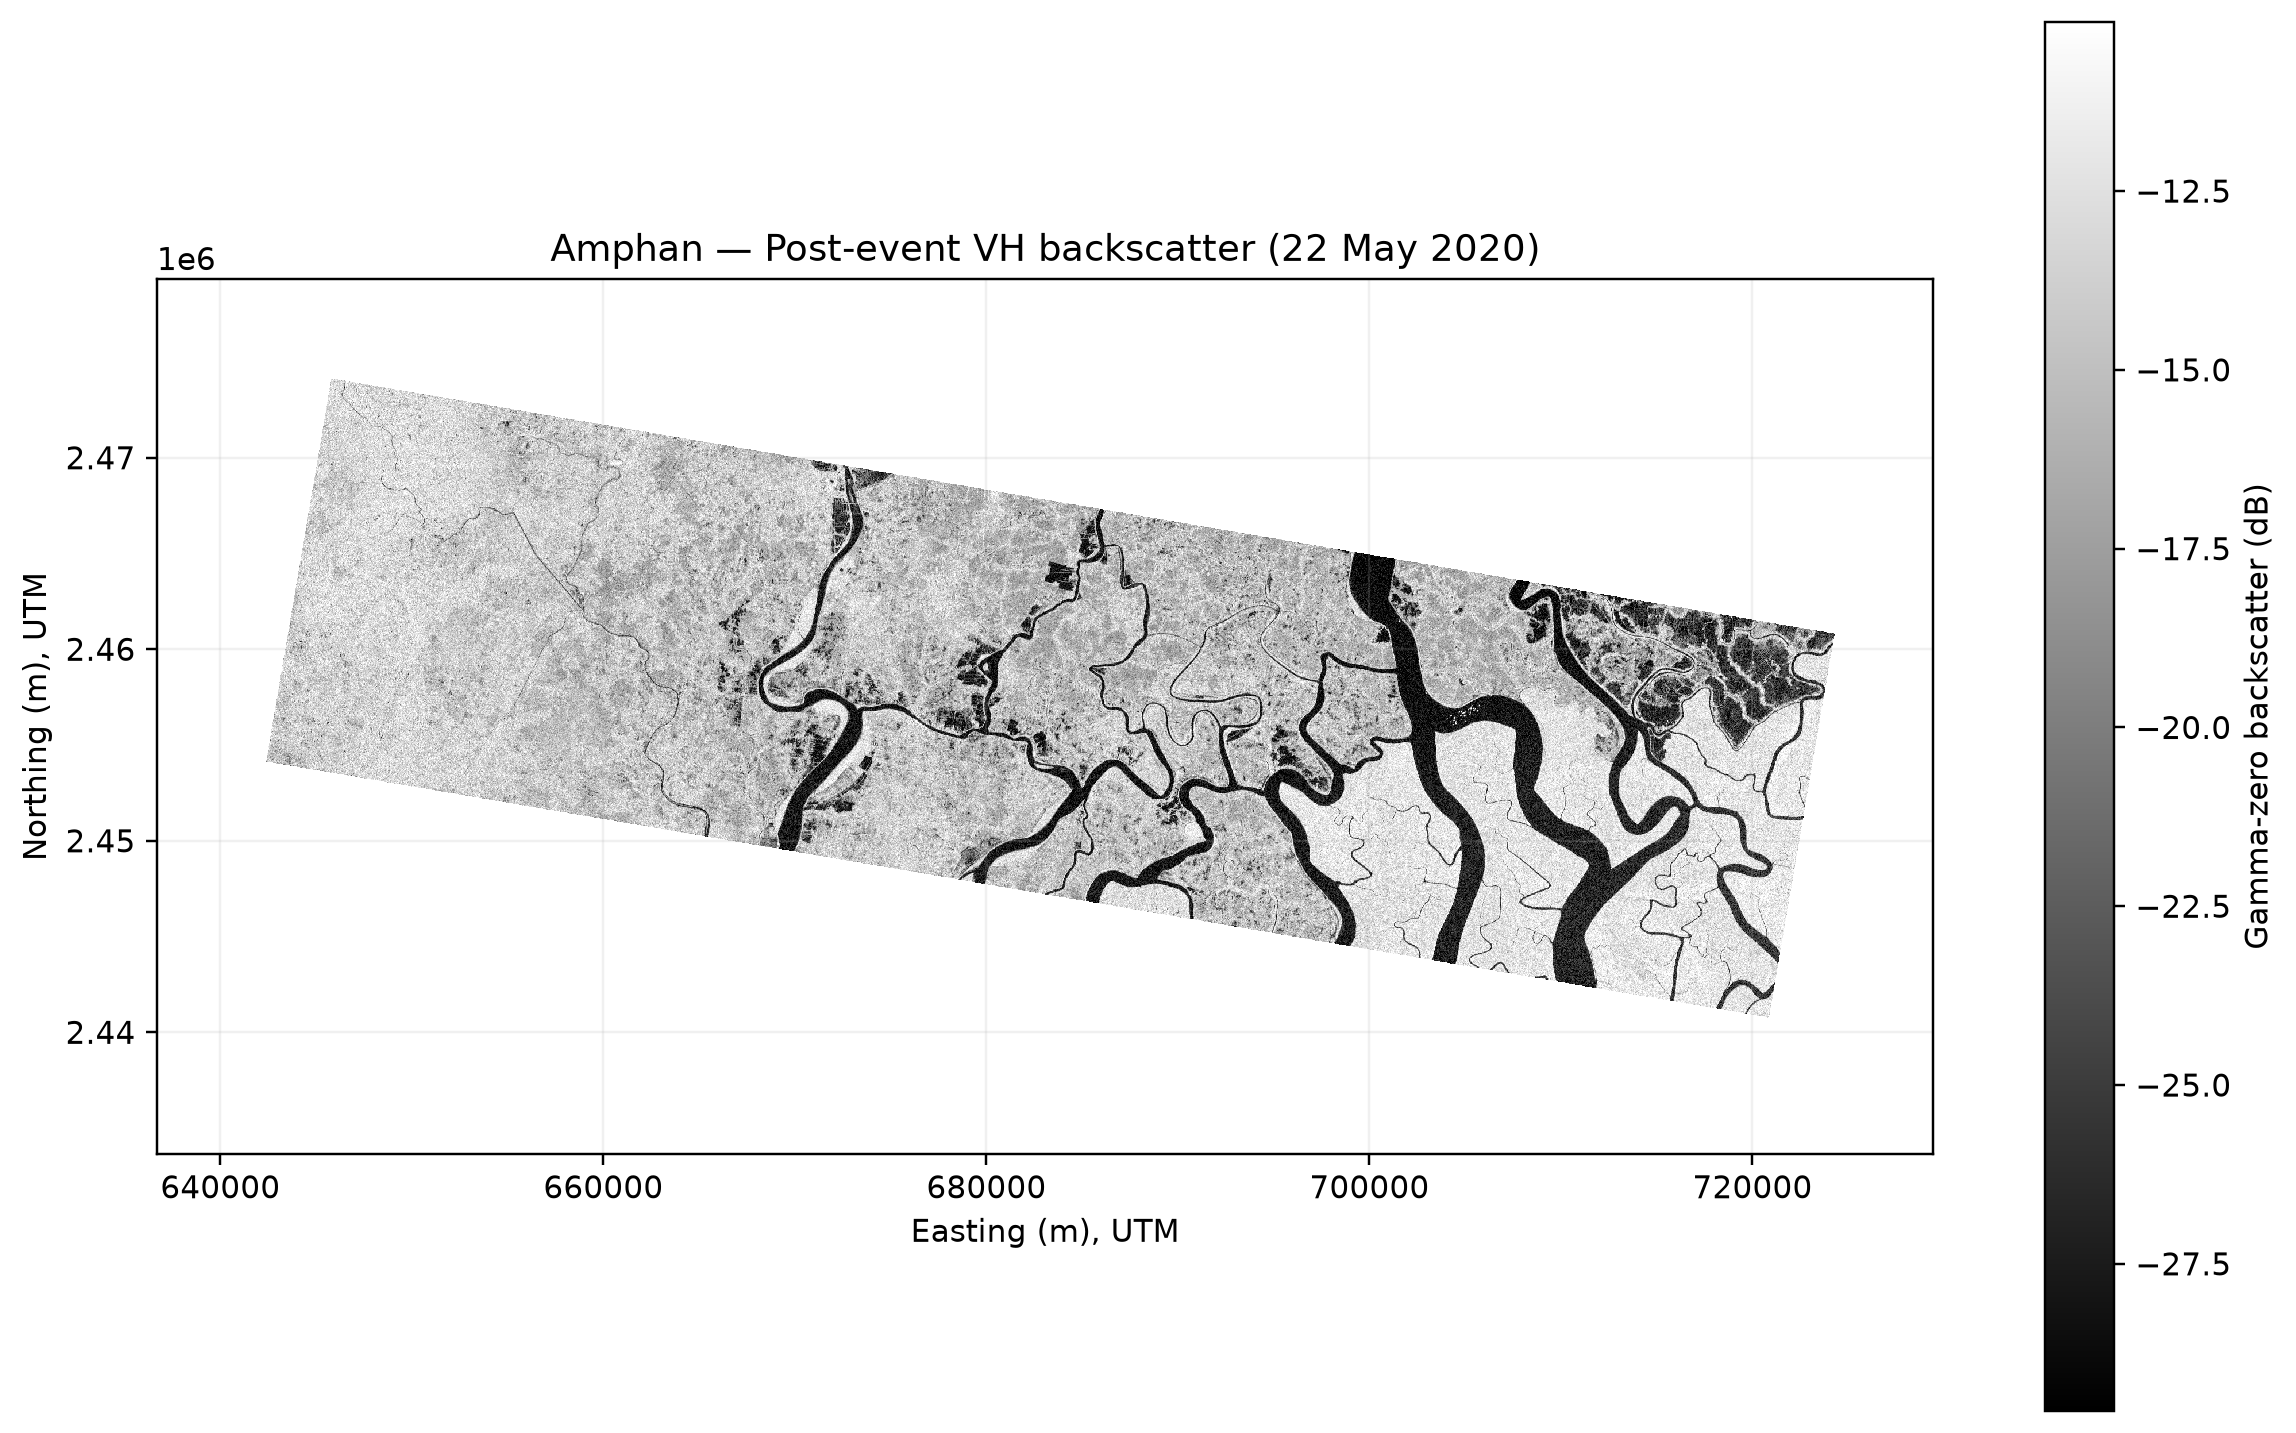 Amphan — Post-event VH backscatter (22 May 2020)
1e6
2.47
2.46
2.45
2.44
Northing (m), UTM
640000 660000 680000 700000 720000
Easting (m), UTM
−12.5
−15.0
−17.5
−20.0
−22.5
−25.0
−27.5
Gamma-zero backscatter (dB)